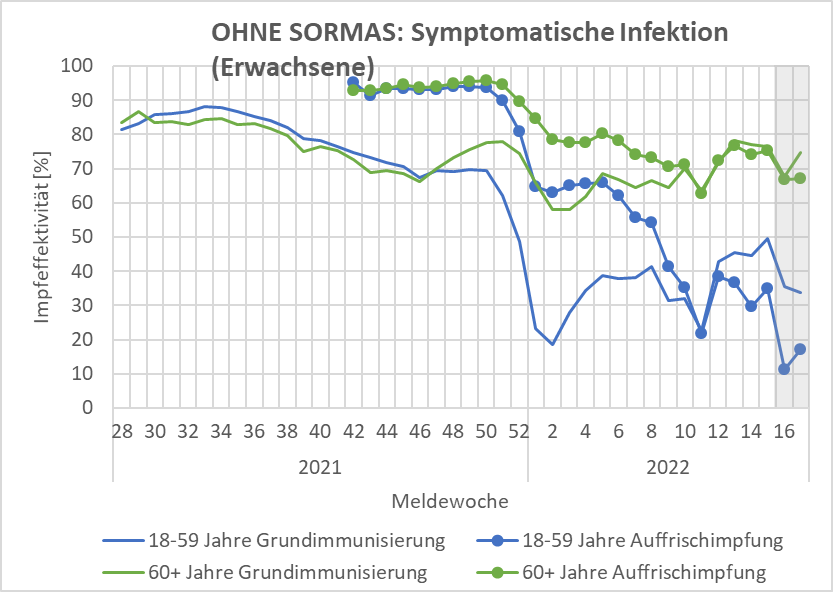 OHNE SORMAS: Symptomatische Infektion
(Erwachsene)
100
90
80
70
60
50
40
30
20
10
0
Impfeffektivität [%]
28 30 32 34 36 38 40 42 44 46 48 50 52 2 4 6 8 10 12 14 16
2021 2022
Meldewoche
18-59 Jahre Grundimmunisierung 18-59 Jahre Auffrischimpfung
60+ Jahre Grundimmunisierung 60+ Jahre Auffrischimpfung